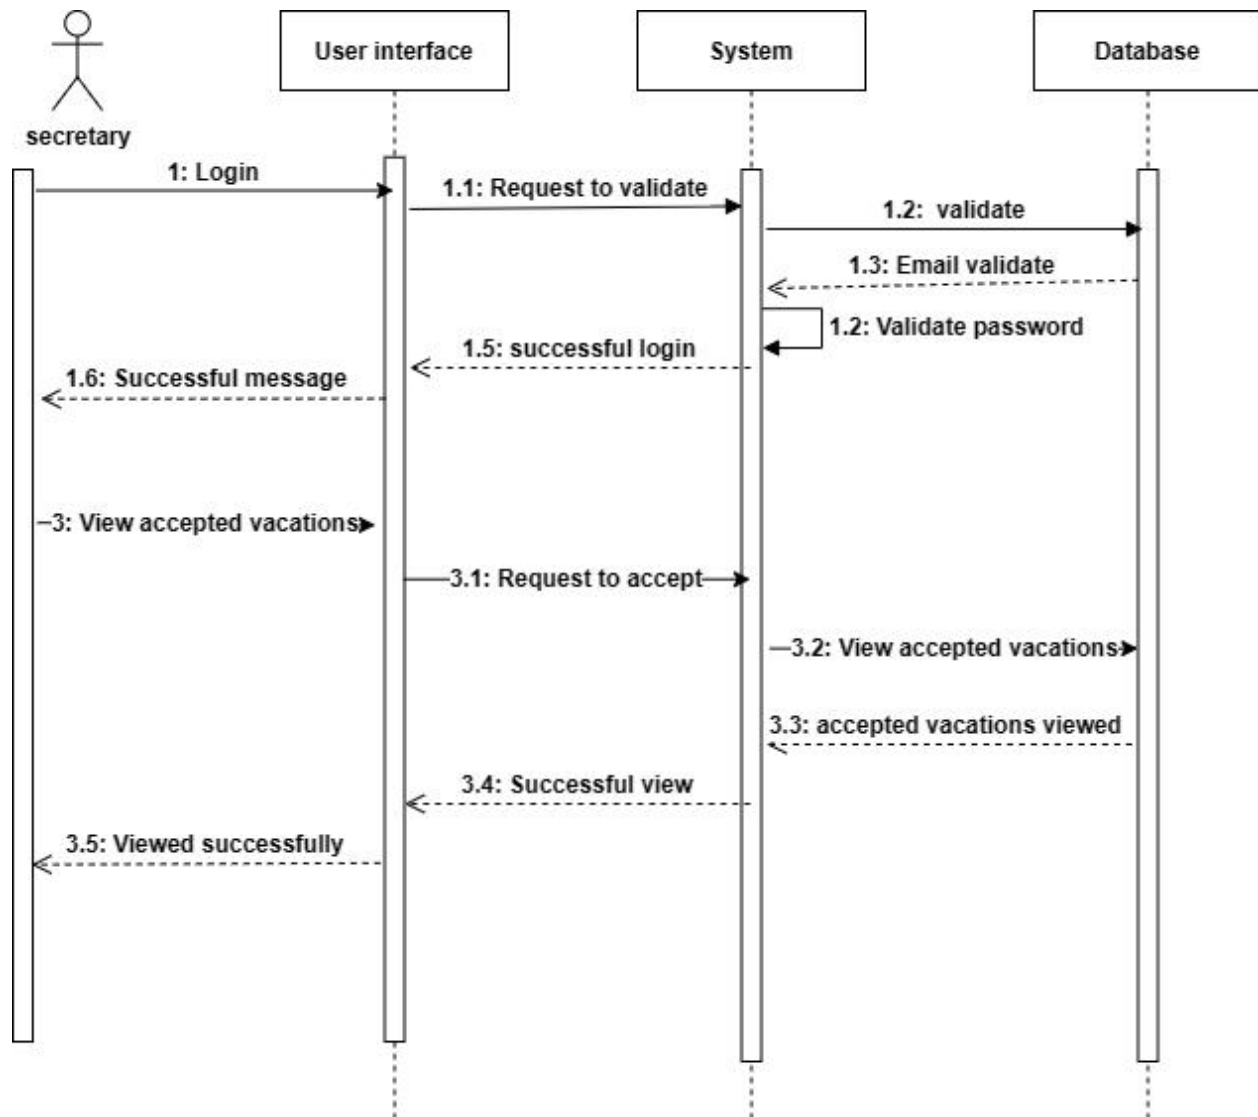 User interface
System
Database
secretary
1: Login
1.1: Request to validate
1.2: validate
1.3: Email validate
1.2: Validate password
1.5: successful login
1.6: Successful message
3: View accepted vacations
3.1: Request to accept
3.2: View accepted vacations
3.3: accepted vacations viewed
3.4: Successful view
3.5: Viewed successfully